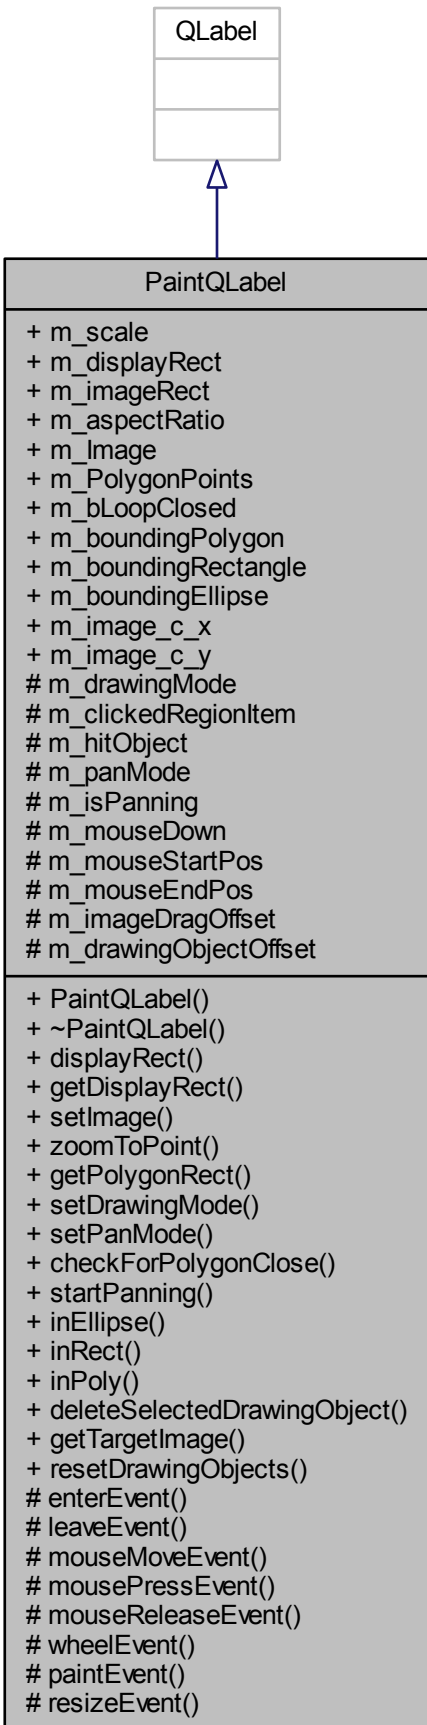 QLabel
PaintQLabel
+ m_scale
+ m_displayRect
+ m_imageRect
+ m_aspectRatio
+ m_Image
+ m_PolygonPoints
+ m_bLoopClosed
+ m_boundingPolygon
+ m_boundingRectangle
+ m_boundingEllipse
+ m_image_c_x
+ m_image_c_y
# m_drawingMode
# m_clickedRegionItem
# m_hitObject
# m_panMode
# m_isPanning
# m_mouseDown
# m_mouseStartPos
# m_mouseEndPos
# m_imageDragOffset
# m_drawingObjectOffset
+ PaintQLabel()
+ ~PaintQLabel()
+ displayRect()
+ getDisplayRect()
+ setImage()
+ zoomToPoint()
+ getPolygonRect()
+ setDrawingMode()
+ setPanMode()
+ checkForPolygonClose()
+ startPanning()
+ inEllipse()
+ inRect()
+ inPoly()
+ deleteSelectedDrawingObject()
+ getTargetImage()
+ resetDrawingObjects()
# enterEvent()
# leaveEvent()
# mouseMoveEvent()
# mousePressEvent()
# mouseReleaseEvent()
# wheelEvent()
# paintEvent()
# resizeEvent()